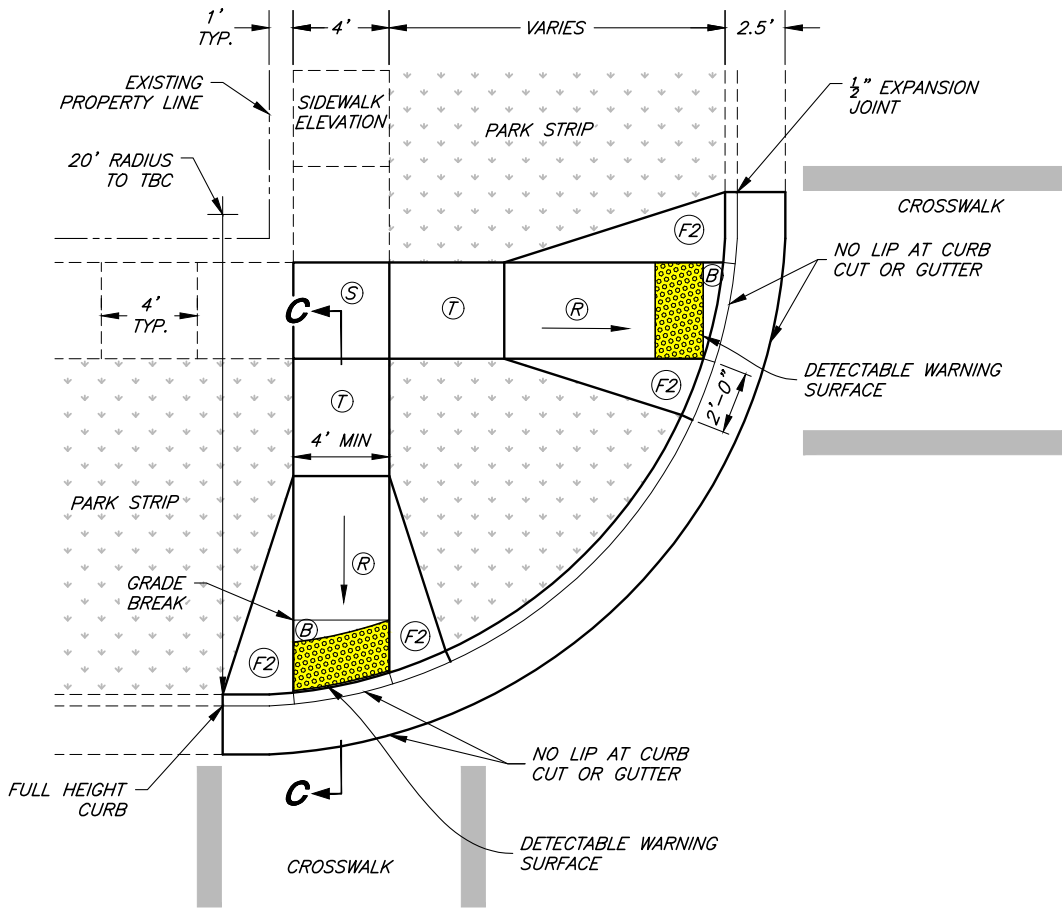 1'
TYP.
4'
VARIES
2.5'
EXISTING
PROPERTY LINE
SIDEWALK
ELEVATION
PARK STRIP
½" EXPANSION
JOINT
20' RADIUS
TO TBC
CROSSWALK
F2
NO LIP AT CURB
CUT OR GUTTER
B
S
T
R
C
4'
TYP.
F2
2'-0"
DETECTABLE WARNING
SURFACE
T
4' MIN
PARK STRIP
R
GRADE
BREAK
B
F2
F2
NO LIP AT CURB
CUT OR GUTTER
FULL HEIGHT
CURB
C
DETECTABLE WARNING
SURFACE
CROSSWALK